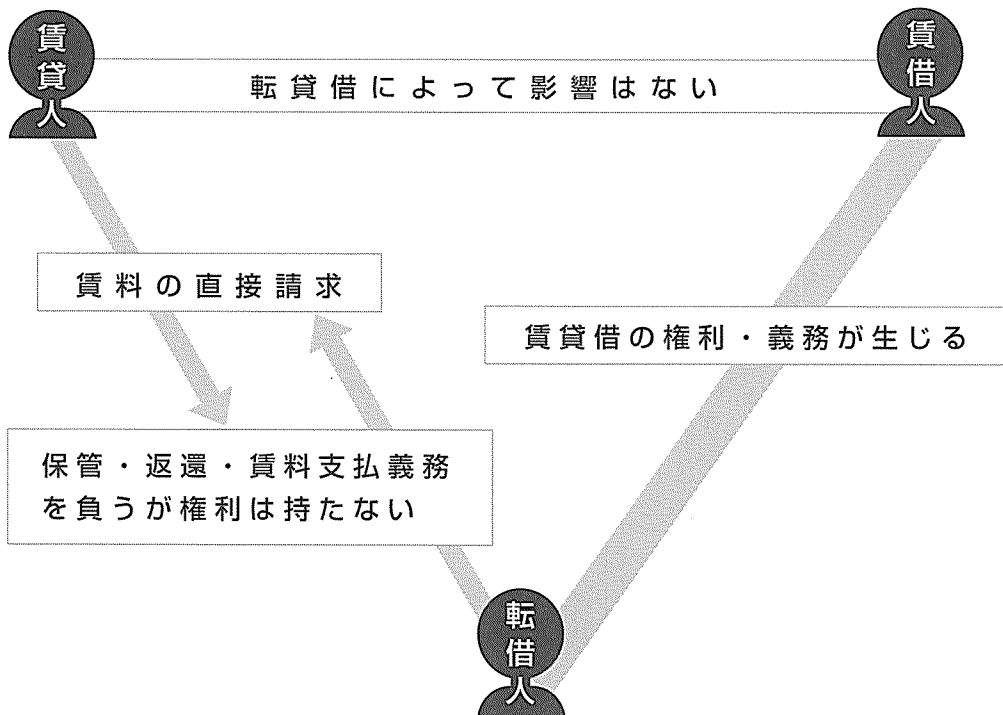 賃貸人
賃借人
転貸借によって影響はない
賃料の直接請求
賃貸借の権利・義務が生じる
保管・返還・賃料支払義務
を負うが権利は持たない
転借人